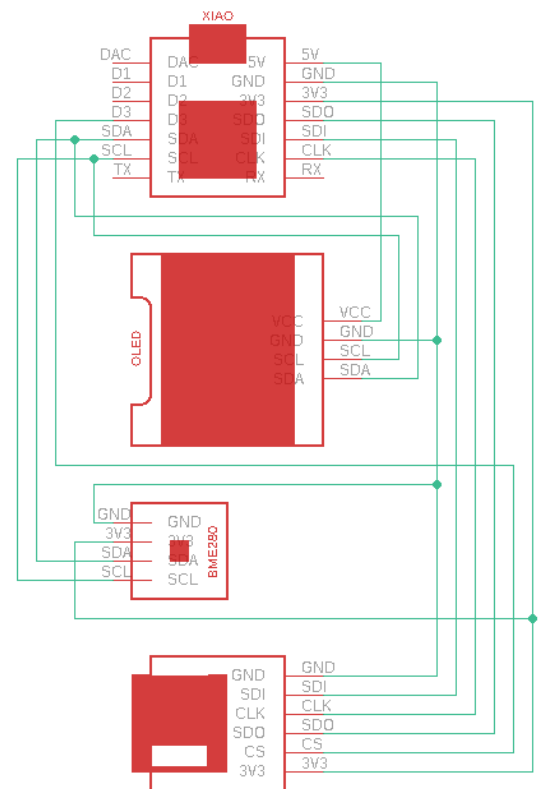 XIAO
DAC DAC 5V 5V
D1 D1 GND GND
D2 D2 3V3 3V3
D3 D3 SDO SDO
SDA SDA SDI SDI
SCL SCL CLK CLK
TX TX RX RX
OLED
VCC VCC
GND GND
SCL SCL
SDA SDA
GND GND
3V3 3V3
SDA SDA
SCL SCL
BME280
GND GND
SDI SDI
CLK CLK
SDO SDO
CS CS
3V3 3V3